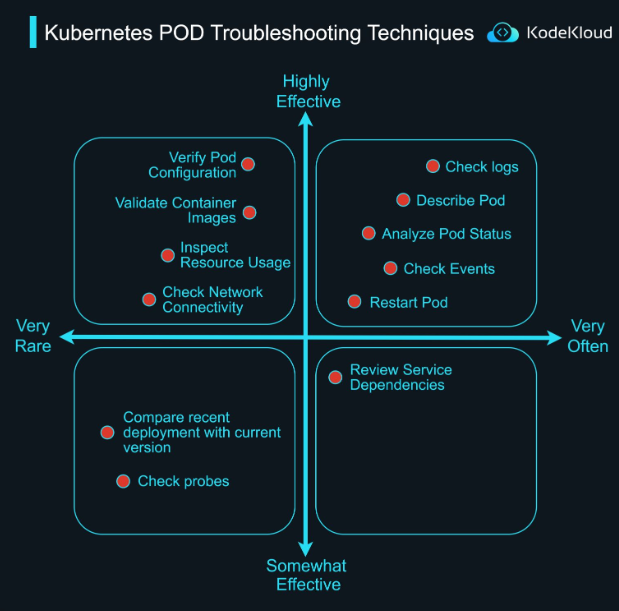 Kubernetes POD Troubleshooting Techniques
KodeKloud
Highly
Effective
Verify Pod
Configuration
Validate Container
Images
Inspect
Resource Usage
Check Network
Connectivity
Check logs
Describe Pod
Analyze Pod Status
Check Events
Restart Pod
Very
Rare
Very
Often
Compare recent
deployment with current
version
Check probes
Review Service
Dependencies
Somewhat
Effective